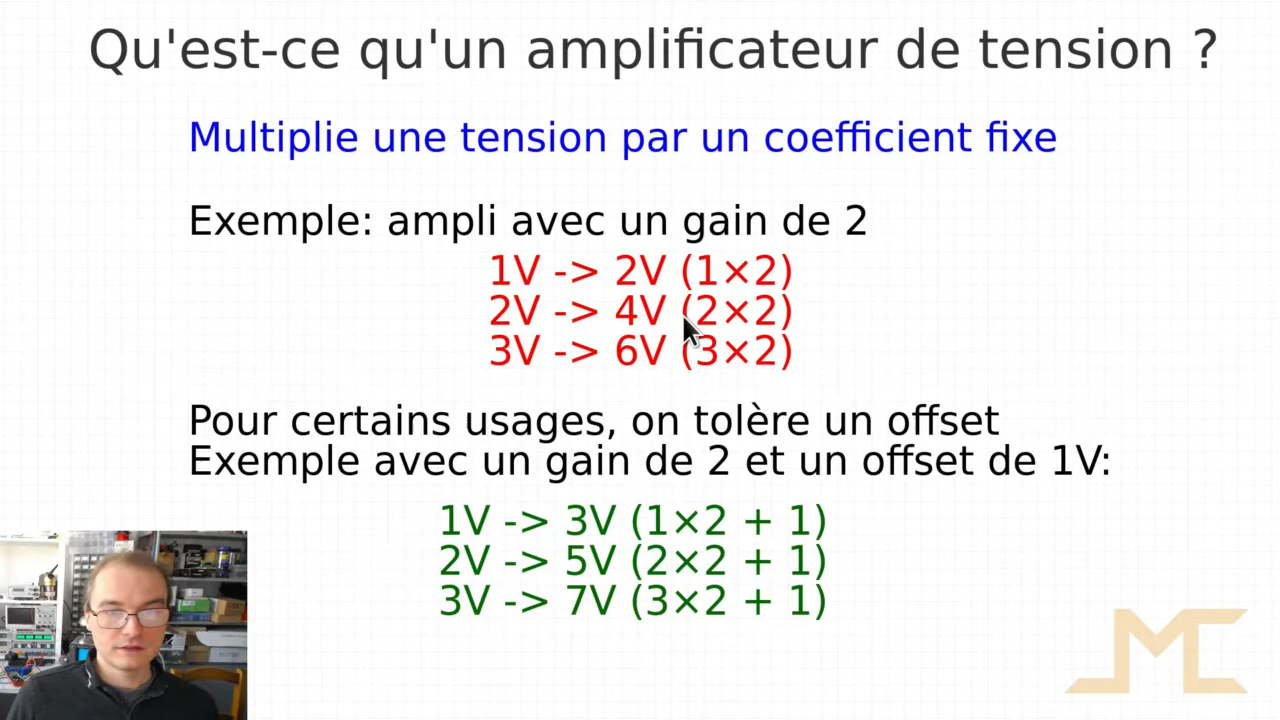 Qu'est-ce qu'un amplificateur de tension ?
Multiplie une tension par un coefficient fixe
Exemple: ampli avec un gain de 2
1V -> 2V (1×2)
2V -> 4V (2×2)
3V -> 6V (3×2)
Pour certains usages, on tolère un offset
Exemple avec un gain de 2 et un offset de 1V:
1V -> 3V (1×2 + 1)
2V -> 5V (2×2 + 1)
3V -> 7V (3×2 + 1)
MC